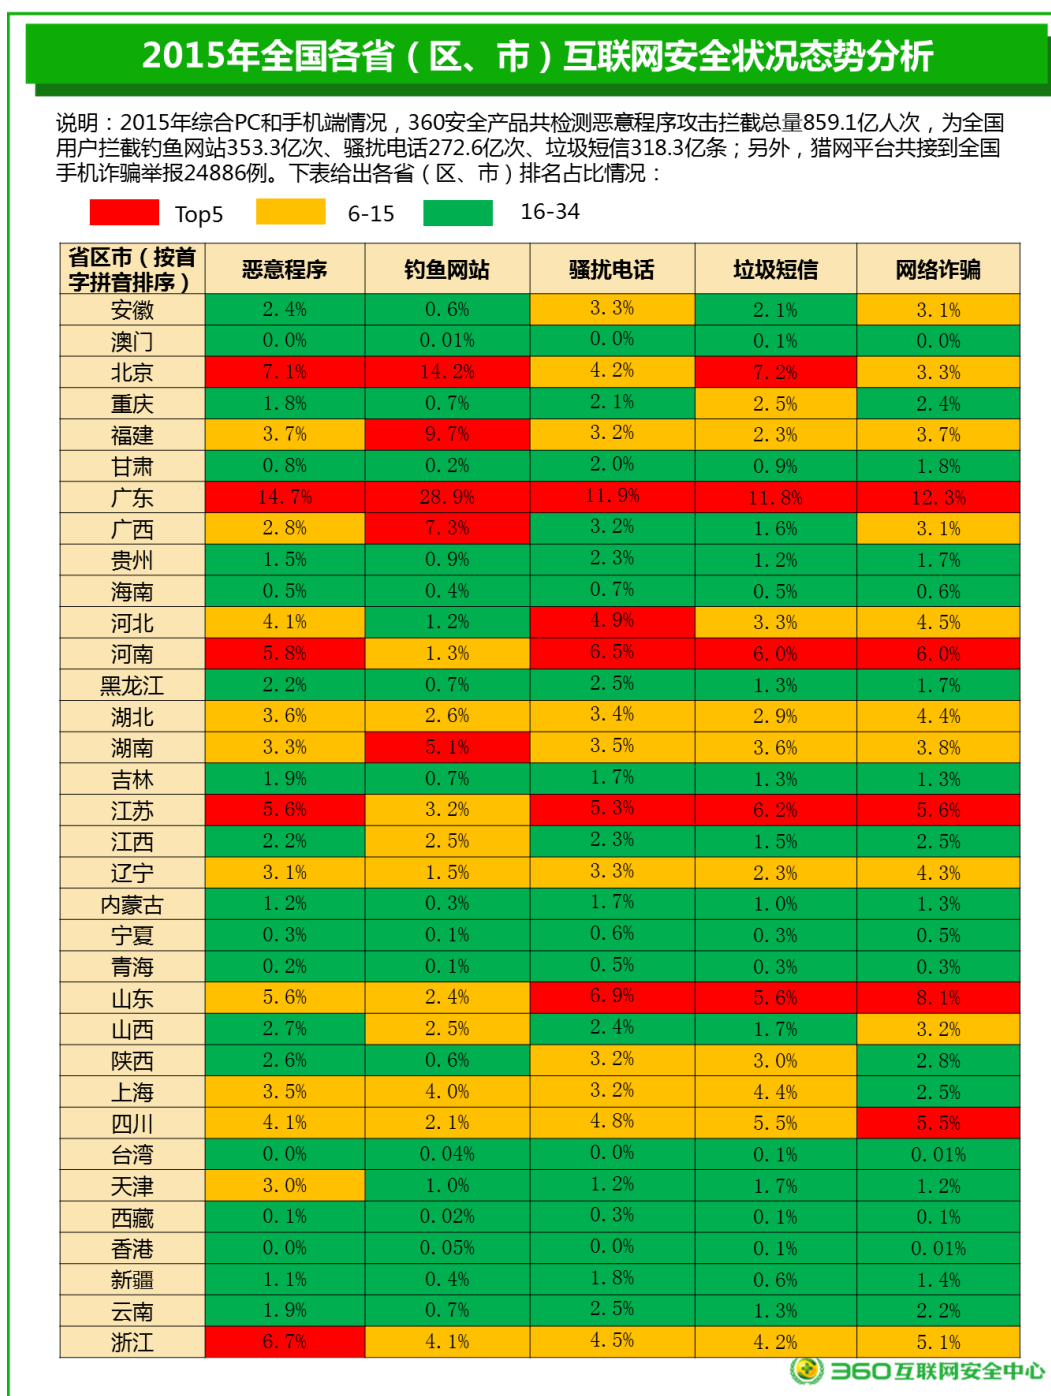 2015年全国各省（区、市）互联网安全状况态势分析
说明：2015年综合PC和手机端情况，360安全产品共检测恶意程序攻击拦截总量859.1亿人次，为全国
用户拦截钓鱼网站353.3亿次、骚扰电话272.6亿次、垃圾短信318.3亿条；另外，猎网平台共接到全国
手机诈骗举报24886例。下表给出各省（区、市）排名占比情况：
Top5 6-15 16-34
省区市（按首字拼音排序） 恶意程序 钓鱼网站 骚扰电话 垃圾短信 网络诈骗
安徽 2.4% 0.6% 3.3% 2.1% 3.1%
澳门 0.0% 0.01% 0.0% 0.1% 0.0%
北京 7.1% 14.2% 4.2% 7.2% 3.3%
重庆 1.8% 0.7% 2.1% 2.5% 2.4%
福建 3.7% 9.7% 3.2% 2.3% 3.7%
甘肃 0.8% 0.2% 2.0% 0.9% 1.8%
广东 14.7% 28.9% 11.9% 11.8% 12.3%
广西 2.8% 7.3% 3.2% 1.6% 3.1%
贵州 1.5% 0.9% 2.3% 1.2% 1.7%
海南 0.5% 0.4% 0.7% 0.5% 0.6%
河北 4.1% 1.2% 4.9% 3.3% 4.5%
河南 5.8% 1.3% 6.5% 6.0% 6.0%
黑龙江 2.2% 0.7% 2.5% 1.3% 1.7%
湖北 3.6% 2.6% 3.4% 2.9% 4.4%
湖南 3.3% 5.1% 3.5% 3.6% 3.8%
吉林 1.9% 0.7% 1.7% 1.3% 1.3%
江苏 5.6% 3.2% 5.3% 6.2% 5.6%
江西 2.2% 2.5% 2.3% 1.5% 2.5%
辽宁 3.1% 1.5% 3.3% 2.3% 4.3%
内蒙古 1.2% 0.3% 1.7% 1.0% 1.3%
宁夏 0.3% 0.1% 0.6% 0.3% 0.5%
青海 0.2% 0.1% 0.5% 0.3% 0.3%
山东 5.6% 2.4% 6.9% 5.6% 8.1%
山西 2.7% 2.5% 2.4% 1.7% 3.2%
陕西 2.6% 0.6% 3.2% 3.0% 2.8%
上海 3.5% 4.0% 3.2% 4.4% 2.5%
四川 4.1% 2.1% 4.8% 5.5% 5.5%
台湾 0.0% 0.04% 0.0% 0.1% 0.01%
天津 3.0% 1.0% 1.2% 1.7% 1.2%
西藏 0.1% 0.02% 0.3% 0.1% 0.1%
香港 0.0% 0.05% 0.0% 0.1% 0.01%
新疆 1.1% 0.4% 1.8% 0.6% 1.4%
云南 1.9% 0.7% 2.5% 1.3% 2.2%
浙江 6.7% 4.1% 4.5% 4.2% 5.1%
360互联网安全中心